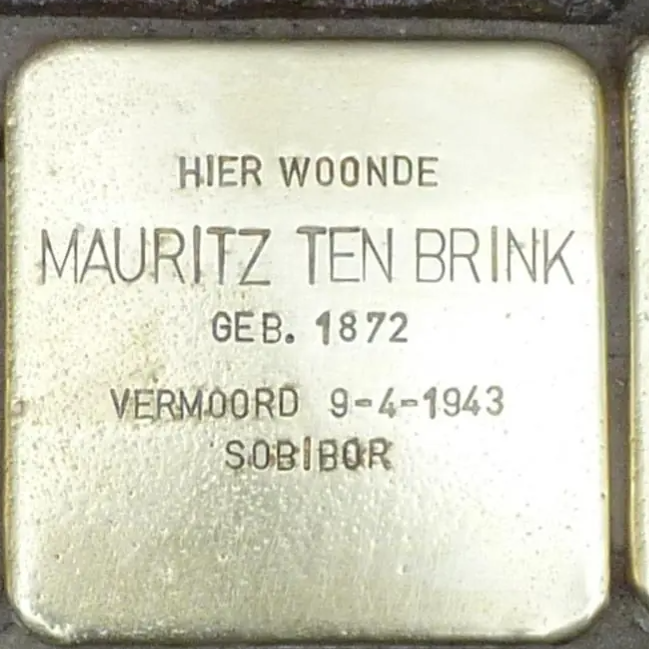 HIER WOONDE
MAURITZ TEN BRINK
GEB. 1872
VERMOORD 9-4-1943
SOBIBOR